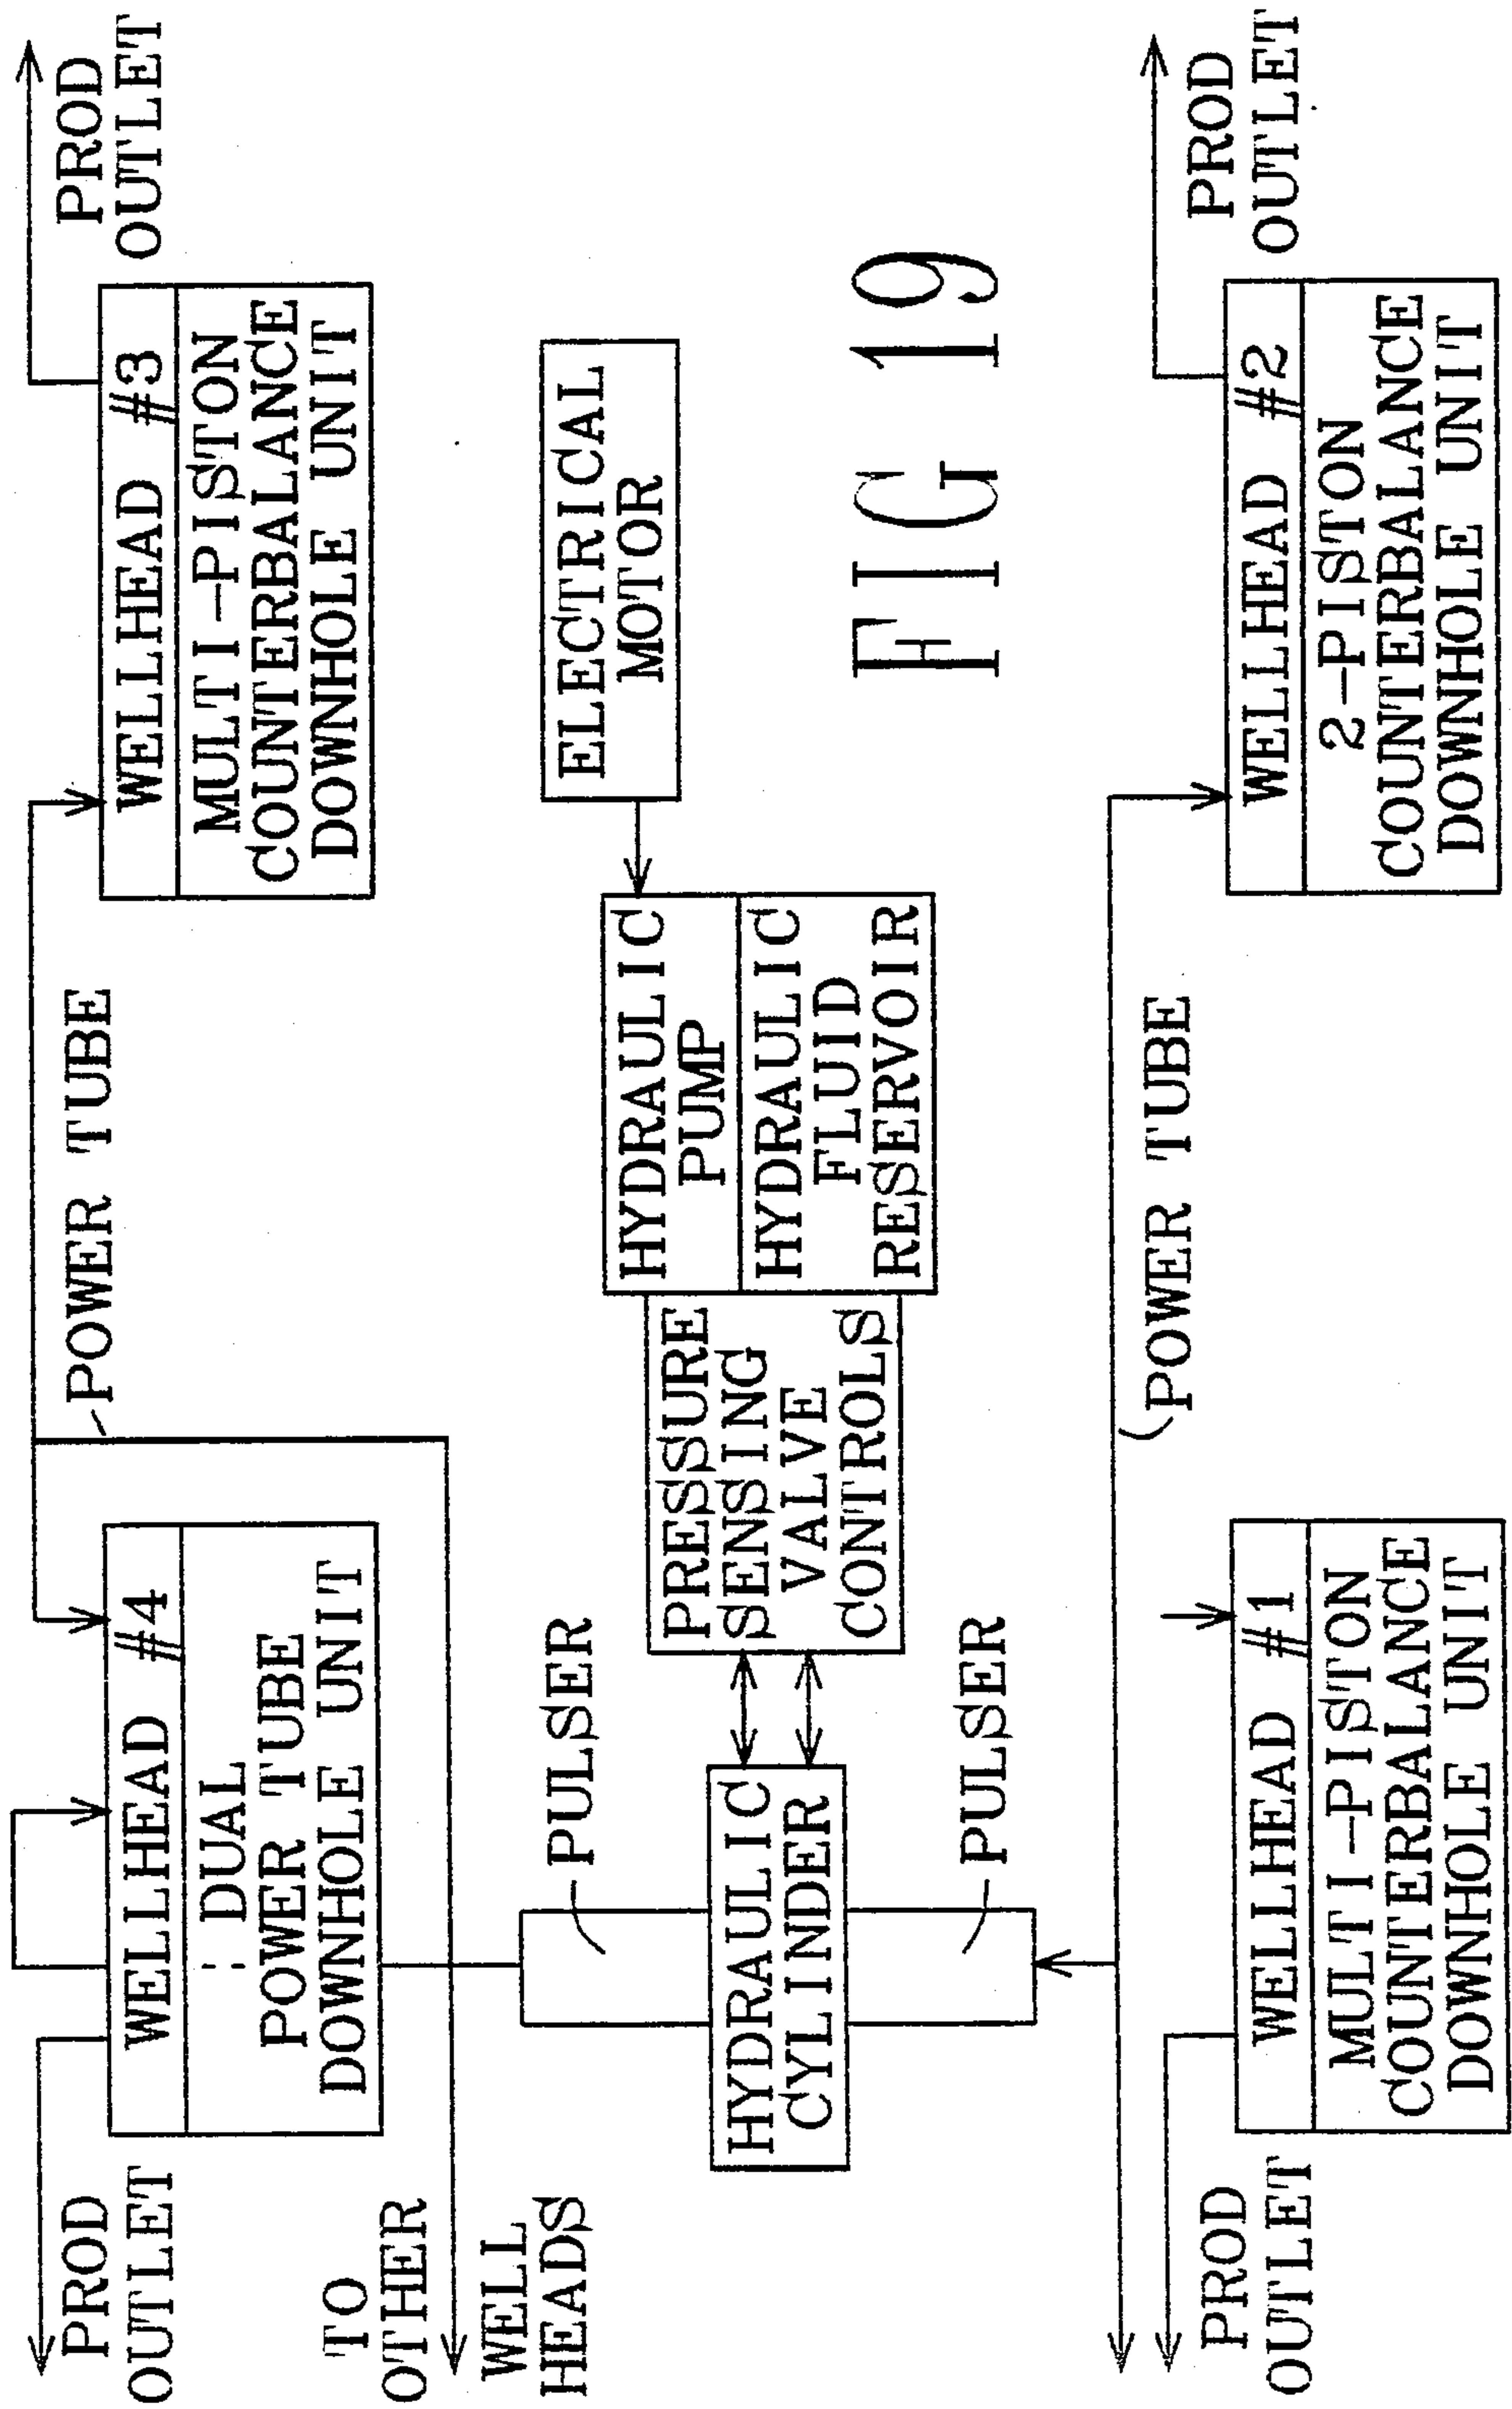 PROD
OUTLET
WELLHEAD #4
DUAL
POWER TUBE
DOWNHOLE UNIT
POWER TUBE
WELLHEAD #3
MULTI-PISTON
COUNTERBALANCE
DOWNHOLE UNIT
PROD
OUTLET
TO
OTHER
WELL
HEADS
PULSER
HYDRAULIC
CYLINDER
PULSER
PRESSURE
SENSING
VALVE
CONTROLS
HYDRAULIC
PUMP
HYDRAULIC
FLUID
RESERVOIR
ELECTRICAL
MOTOR
FIG 19
PROD
OUTLET
WELLHEAD #1
MULTI-PISTON
COUNTERBALANCE
DOWNHOLE UNIT
POWER TUBE
WELLHEAD #2
2-PISTON
COUNTERBALANCE
DOWNHOLE UNIT
PROD
OUTLET